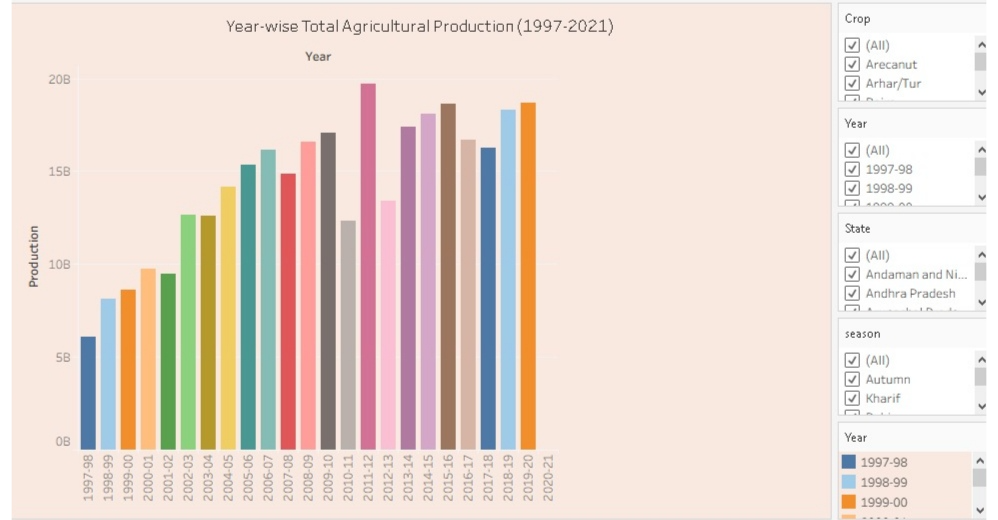 Year-wise Total Agricultural Production (1997-2021)
Year
Production
20B
15B
10B
5B
0B
1997-98
1998-99
1999-00
2000-01
2001-02
2002-03
2003-04
2004-05
2005-06
2006-07
2007-08
2008-09
2009-10
2010-11
2011-12
2012-13
2013-14
2014-15
2015-16
2016-17
2017-18
2018-19
2019-20
2020-21
Crop
(All)
Arecanut
Arhar/Tur
Year
(All)
1997-98
1998-99
State
(All)
Andaman and Ni...
Andhra Pradesh
season
(All)
Autumn
Kharif
Year
1997-98
1998-99
1999-00